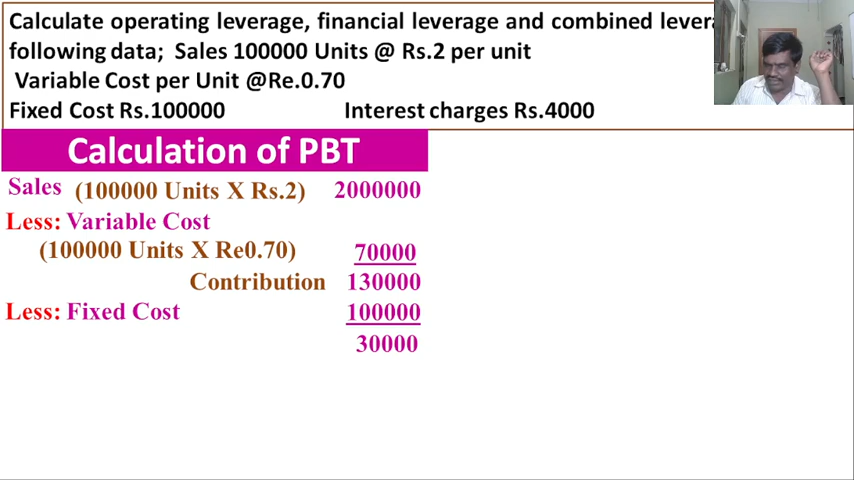 Calculate operating leverage, financial leverage and combined
following data; Sales 100000 Units @ Rs.2 per unit
Variable Cost per Unit @Re.0.70
Fixed Cost Rs.100000 Interest charges Rs.4000
Calculation of PBT
Sales (100000 Units X Rs.2) 2000000
Less: Variable Cost
(100000 Units X Re0.70) 70000
Contribution 130000
Less: Fixed Cost 100000
30000